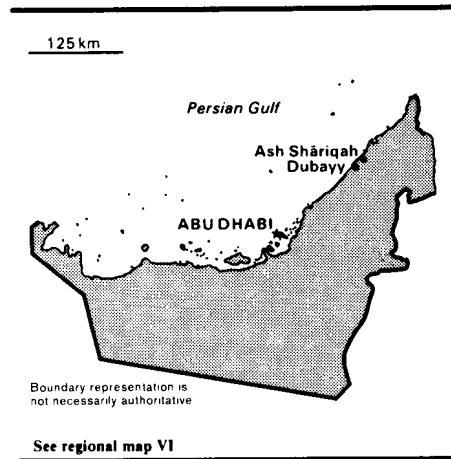 125 km
Persian Gulf
Ash Shāriqah
Dubayy
ABU DHABI
Boundary representation is
not necessarily authoritative
See regional map VI